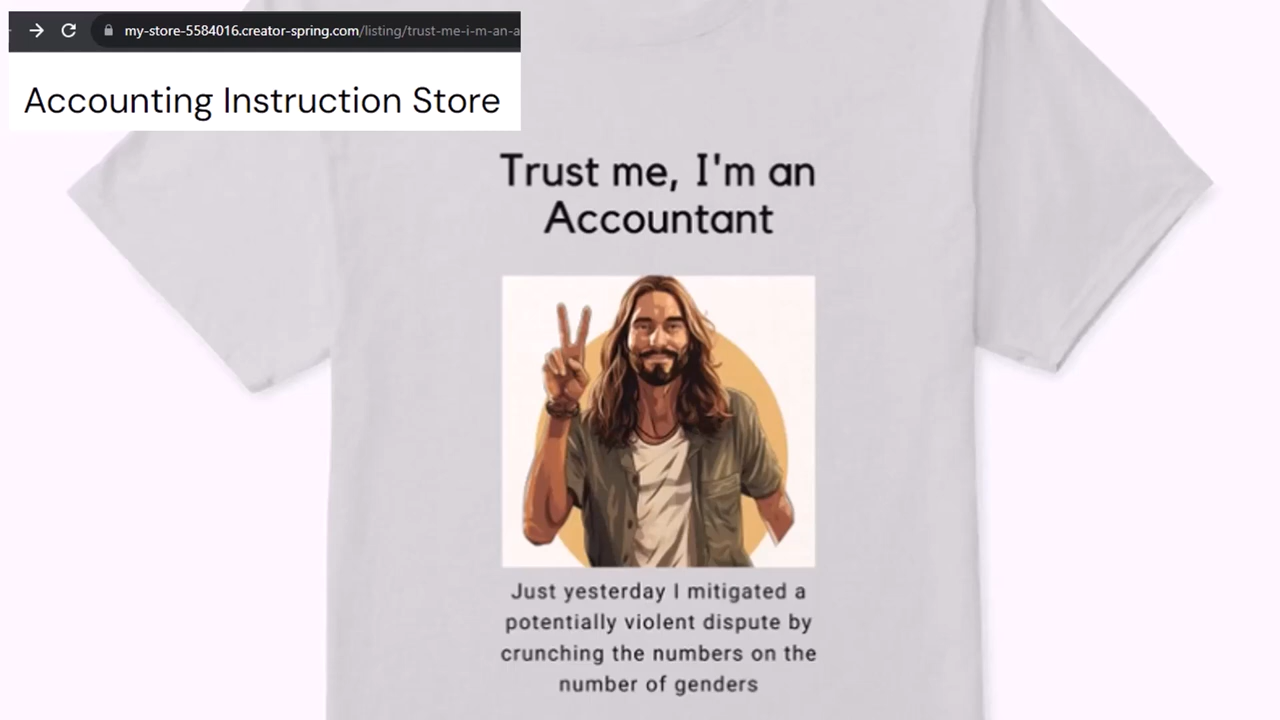 my-store-5584016.creator-spring.com/listing/trust-me-i-m-an-a
Accounting Instruction Store
Trust me, I'm an
Accountant
Just yesterday I mitigated a
potentially violent dispute by
crunching the numbers on the
number of genders